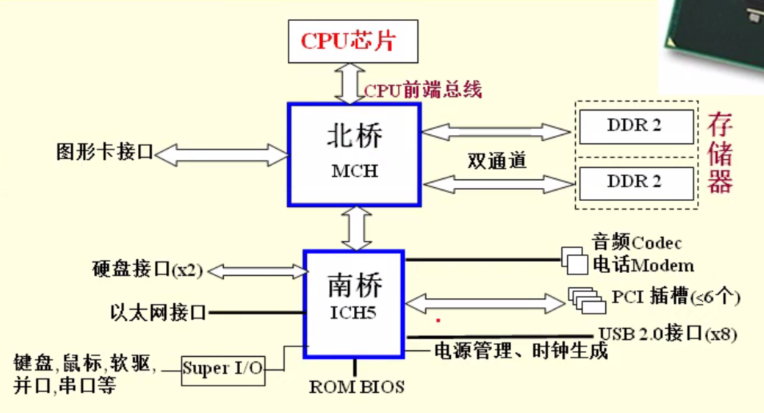 CPU芯片
CPU前端总线
北桥
MCH
图形卡接口
双通道
DDR 2
DDR 2
存储器
南桥
ICH5
硬盘接口(x2)
以太网接口
键盘,鼠标,软驱,
并口,串口等
Super I/O
ROM BIOS
音频Codec
电话Modem
PCI 插槽(≤6个)
USB 2.0接口(x8)
电源管理、时钟生成